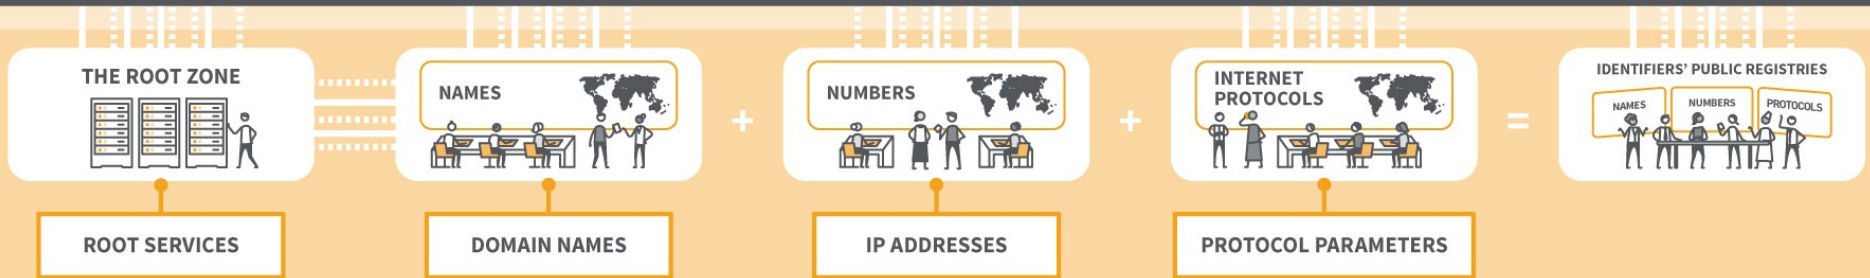 THE ROOT ZONE
NAMES
+
NUMBERS
+
INTERNET
PROTOCOLS
=
IDENTIFIERS' PUBLIC REGISTRIES
NAMES
NUMBERS
PROTOCOLS
ROOT SERVICES
DOMAIN NAMES
IP ADDRESSES
PROTOCOL PARAMETERS